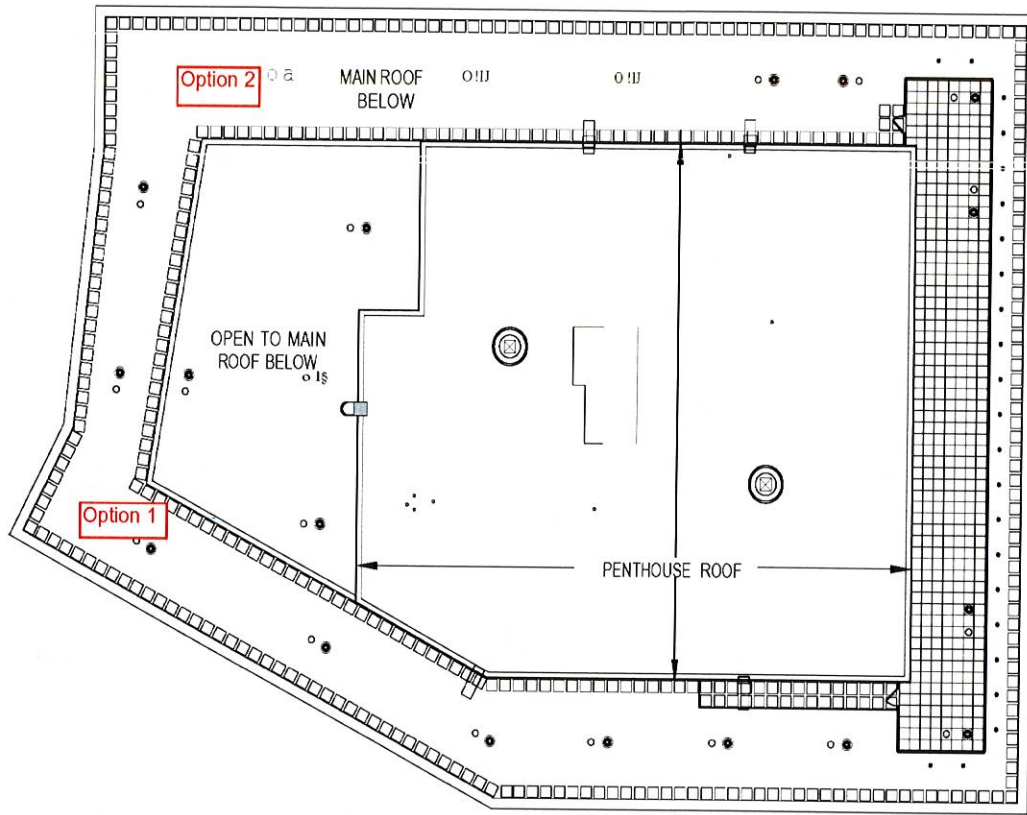 Option 2
MAIN ROOF
BELOW
OPEN TO MAIN
ROOF BELOW
Option 1
PENTHOUSE ROOF